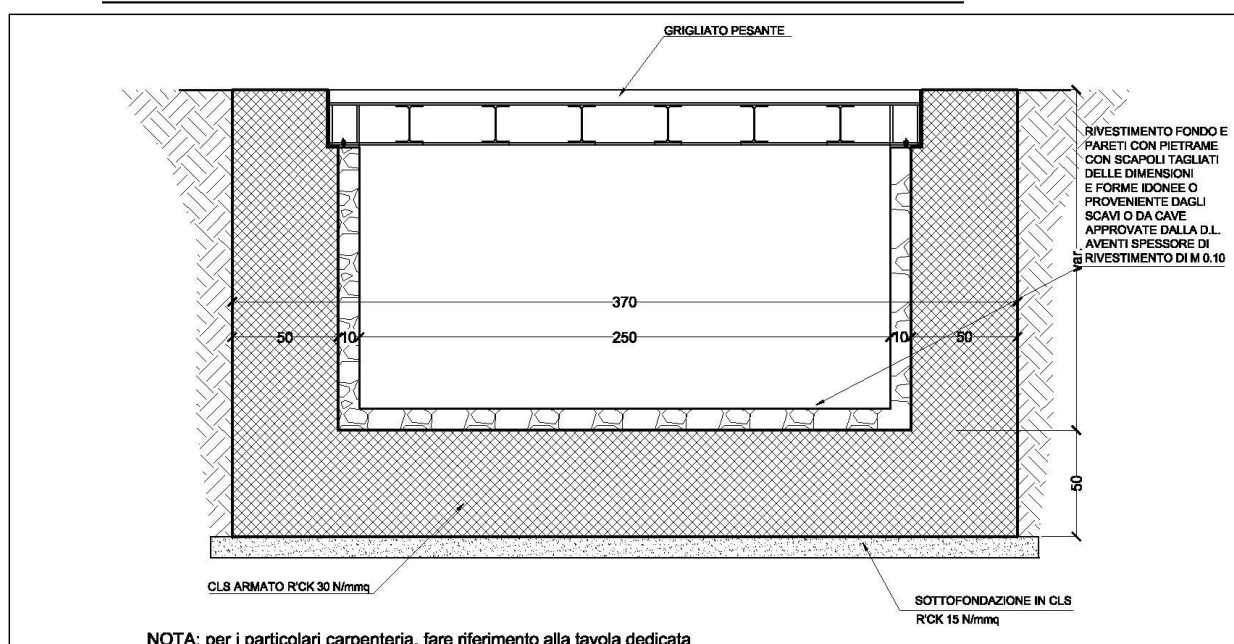 GRIGLIATO PESANTE
RIVESTIMENTO FONDO E
PARETI CON PIETRAME
CON SCAPOLI TAGLIATI
DELLE DIMENSIONI
E FORME IDONEE O
PROVENIENTE DAGLI
SCAVI O DA CAVE
APPROVATE DALLA D.L.
AVENTI SPESSORE DI
RIVESTIMENTO DI M 0.10
var.
370
50
10
250
10
50
50
CLS ARMATO R'CK 30 N/mmq
SOTTOFONDAZIONE IN CLS
R'CK 15 N/mmq
NOTA: per i particolari carpenteria, fare riferimento alla tavola dedicata